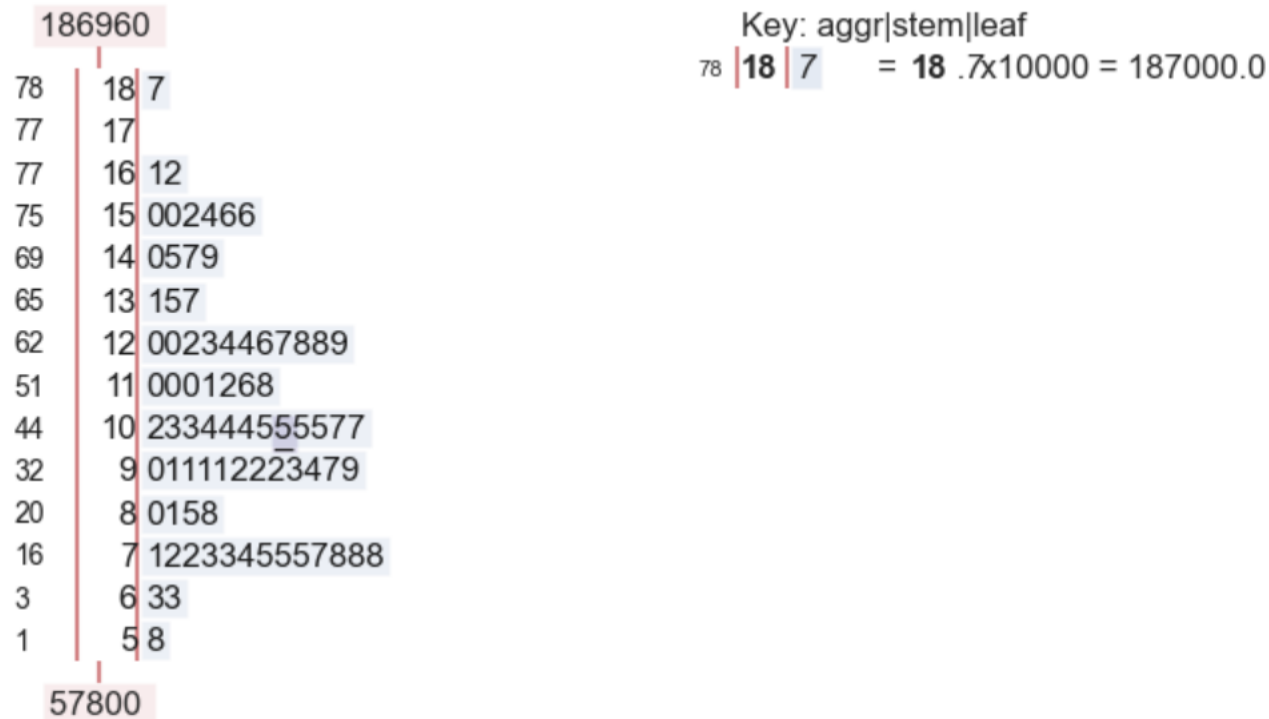 186960
Key: aggr|stem|leaf
78 18 7 = 18 .7x10000 = 187000.0
78 18 7
77 17
77 16 12
75 15 002466
69 14 0579
65 13 157
62 12 00234467889
51 11 0001268
44 10 233444555577
32 9 011112223479
20 8 0158
16 7 1223345557888
3 6 33
1 5 8
57800